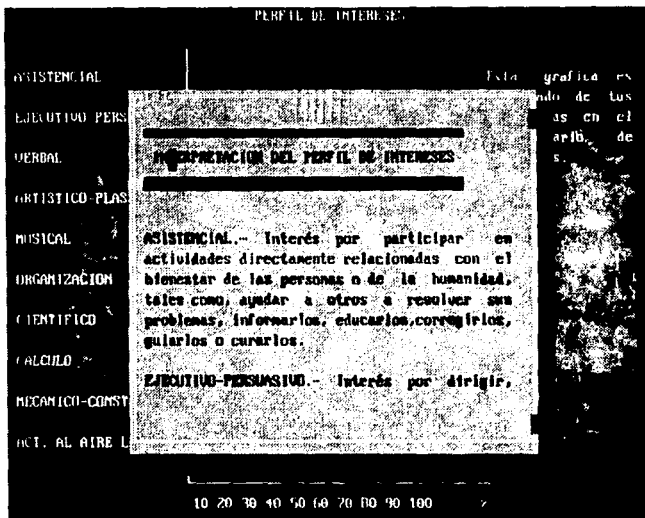 PERFIL DE INTERESES
ASISTENCIAL
EJECUTIVO PERS
VERBAL
ARTISTICO-PLAS
MUSICAL
ORGANIZACION
CIENTIFICO
CALCULO
MECANICO-CONST
ACT. AL AIRE L
Esta grafica es
ndo de tus
as en el
de
s.
INTERPRETACION DEL PERFIL DE INTERESES
ASISTENCIAL.- Interés por participar en
actividades directamente relacionadas con el
bienestar de las personas o de la humanidad,
tales como, ayudar a otros a resolver sus
problemas, informarlos, educarlos,corregirlos,
guiarlos o curarlos.
EJECUTIVO-PERSUASIVO.- Interés por dirigir,
10 20 30 40 50 60 70 80 90 100